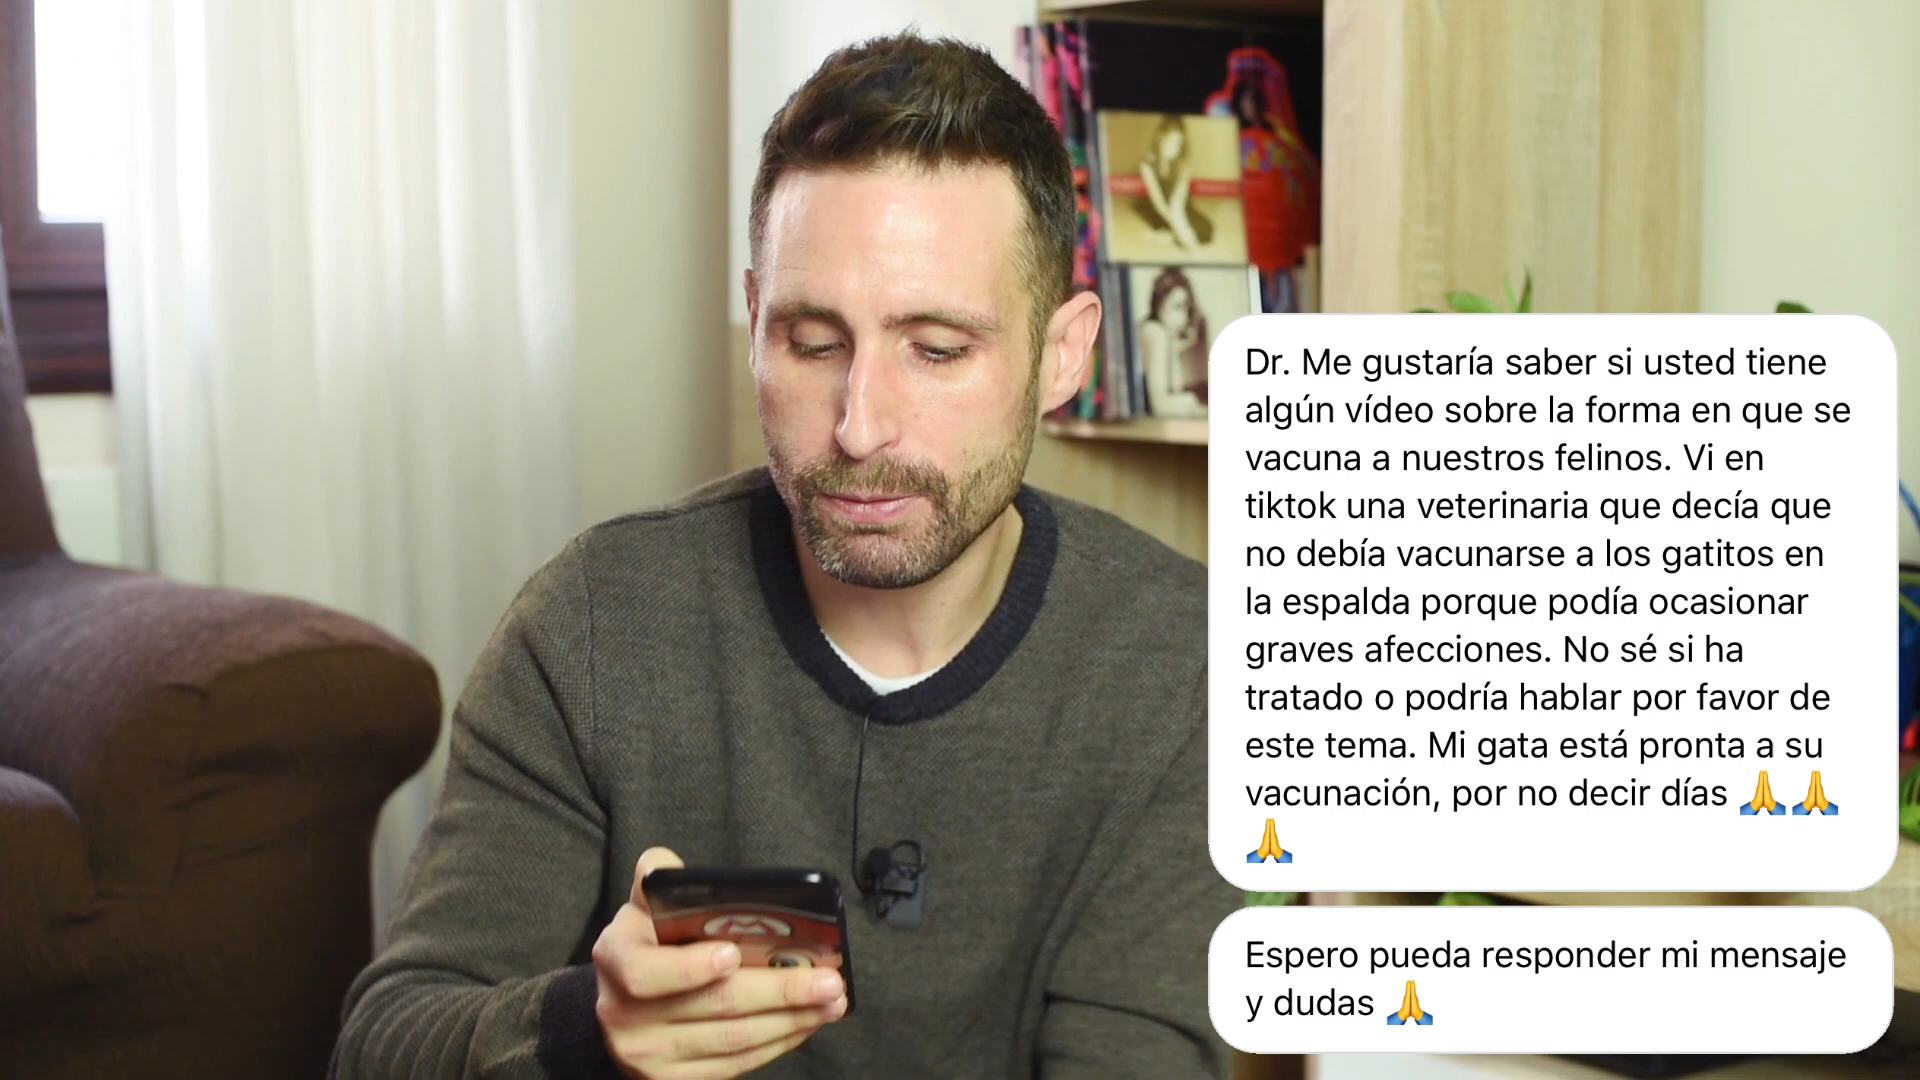 Dr. Me gustaría saber si usted tiene
algún vídeo sobre la forma en que se
vacuna a nuestros felinos. Vi en
tiktok una veterinaria que decía que
no debía vacunarse a los gatitos en
la espalda porque podía ocasionar
graves afecciones. No sé si ha
tratado o podría hablar por favor de
este tema. Mi gata está pronta a su
vacunación, por no decir días 🙏🙏
🙏
Espero pueda responder mi mensaje
y dudas 🙏